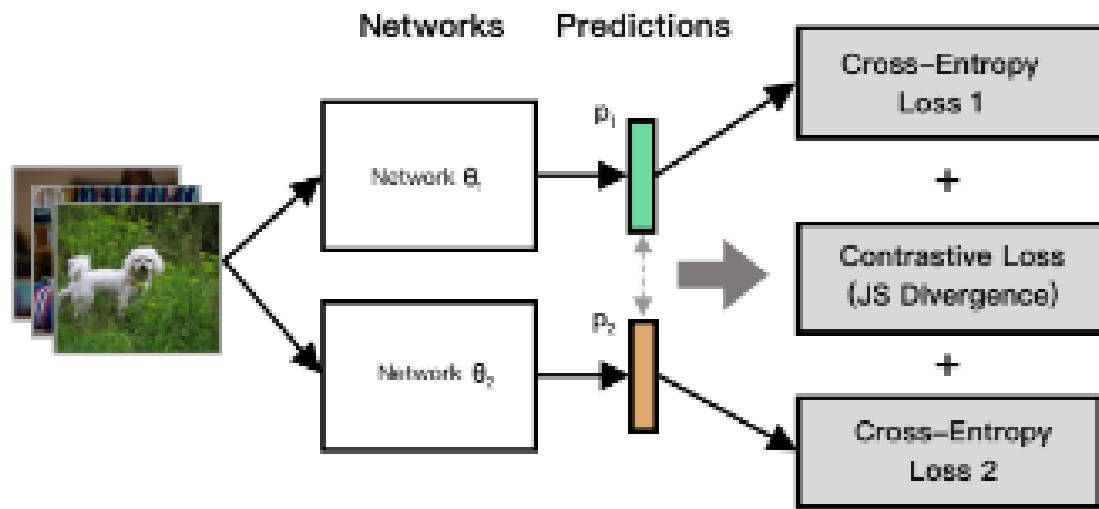 Networks Predictions
Cross-Entropy
Loss 1
p₁
Network θ₁
+
Contrastive Loss
(JS Divergence)
p₂
+
Network θ₂
Cross-Entropy
Loss 2